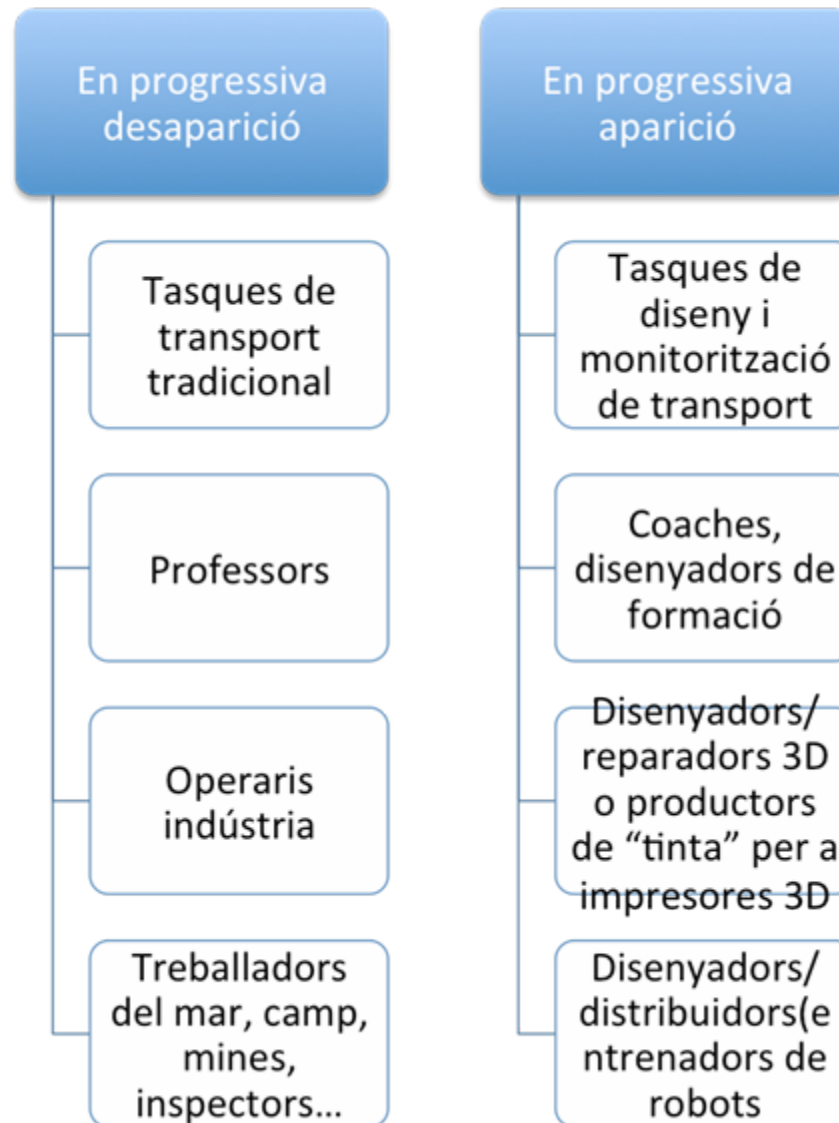 En progressiva
desaparició
Tasques de
transport
tradicional
Professors
Operaris
indústria
Treballadors
del mar, camp,
mines,
inspectors...
En progressiva
aparició
Tasques de
diseny i
monitorització
de transport
Coaches,
disenyadors de
formació
Disenyadors/
reparadors 3D
o productors
de “tinta” per a
impresores 3D
Disenyadors/
distribuidors(e
ntrenadors de
robots